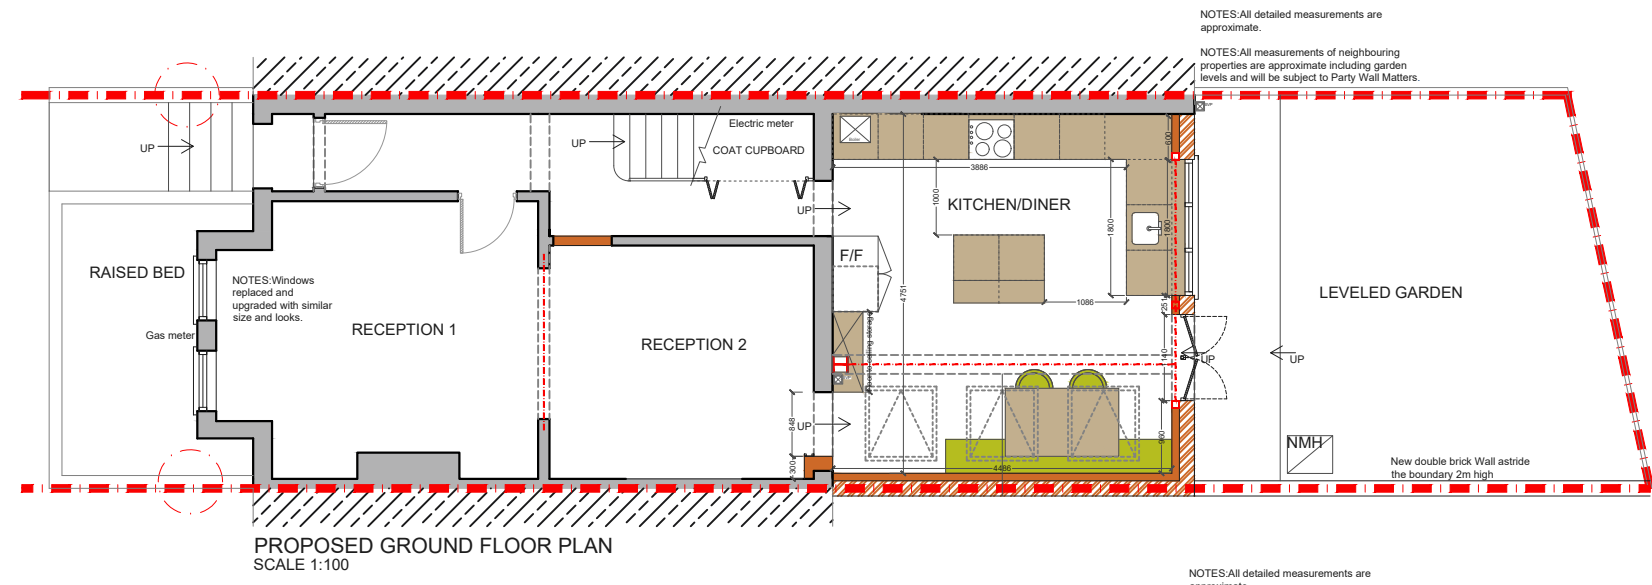 NOTES:All detailed measurements are
approximate.
NOTES:All measurements of neighbouring
properties are approximate including garden
levels and will be subject to Party Wall Matters.
UP
UP
Electric meter
COAT CUPBOARD
UP
3886
600
1000
KITCHEN/DINER
1800
1800
F/F
4751
1086
RAISED BED
NOTES:Windows
replaced and
upgraded with similar
size and looks.
Gas meter
RECEPTION 1
RECEPTION 2
LEVELED GARDEN
UP
UP
848
UP
300
960
4486
NMH
New double brick Wall astride
the boundary 2m high
PROPOSED GROUND FLOOR PLAN
SCALE 1:100
NOTES:All detailed measurements are